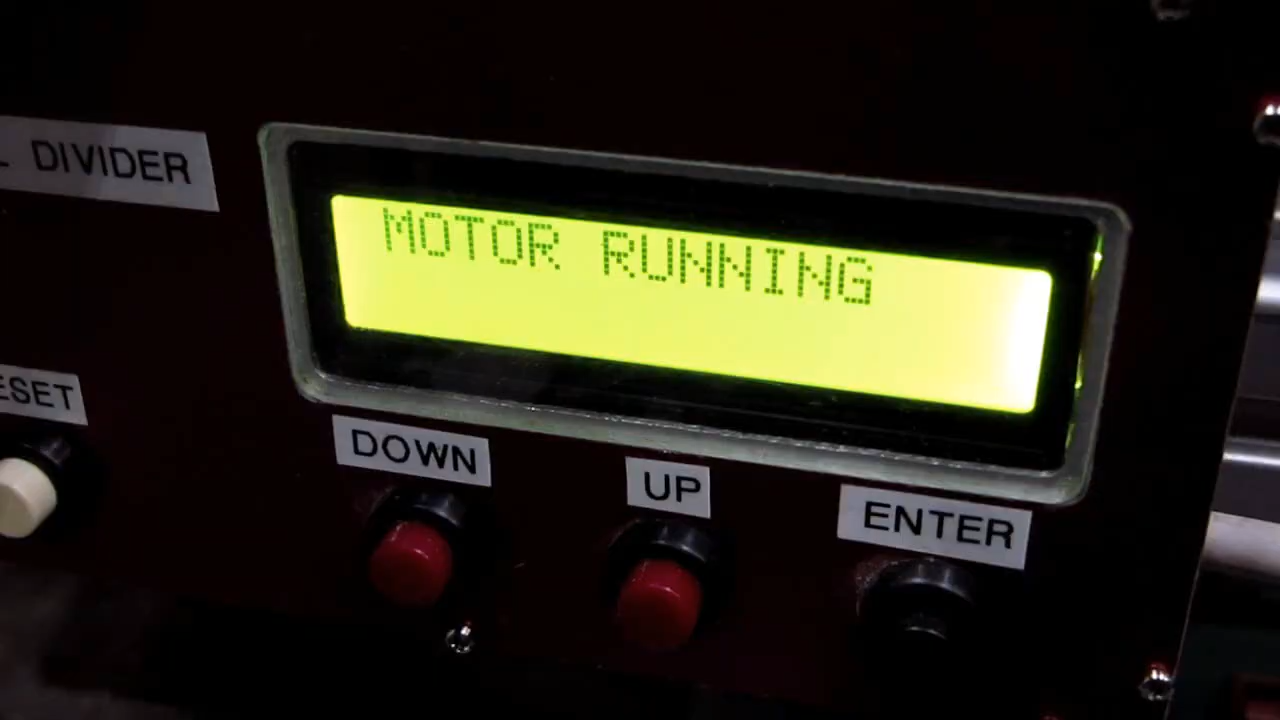 L DIVIDER
MOTOR RUNNING
ESET
DOWN
UP
ENTER